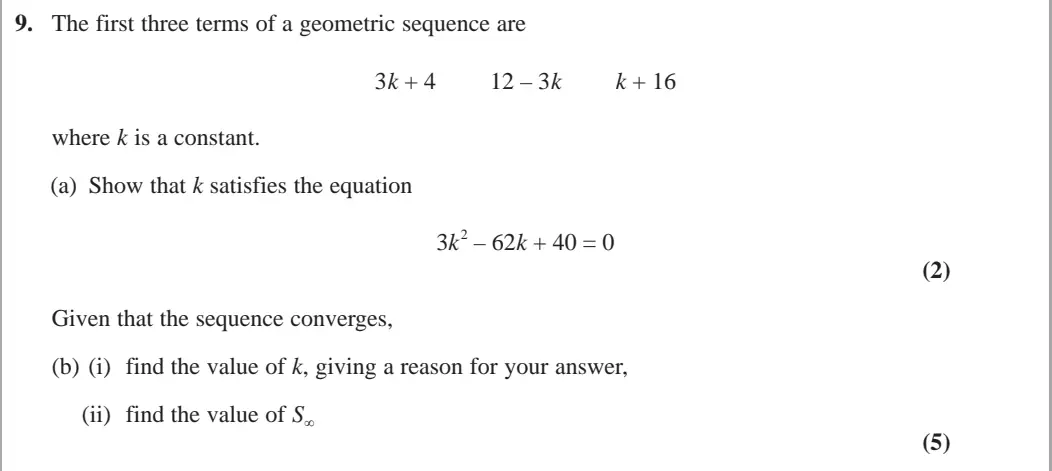 9. The first three terms of a geometric sequence are
3k + 4 12 – 3k k + 16
where k is a constant.
(a) Show that k satisfies the equation
3k² – 62k + 40 = 0
(2)
Given that the sequence converges,
(b) (i) find the value of k, giving a reason for your answer,
(ii) find the value of S∞
(5)